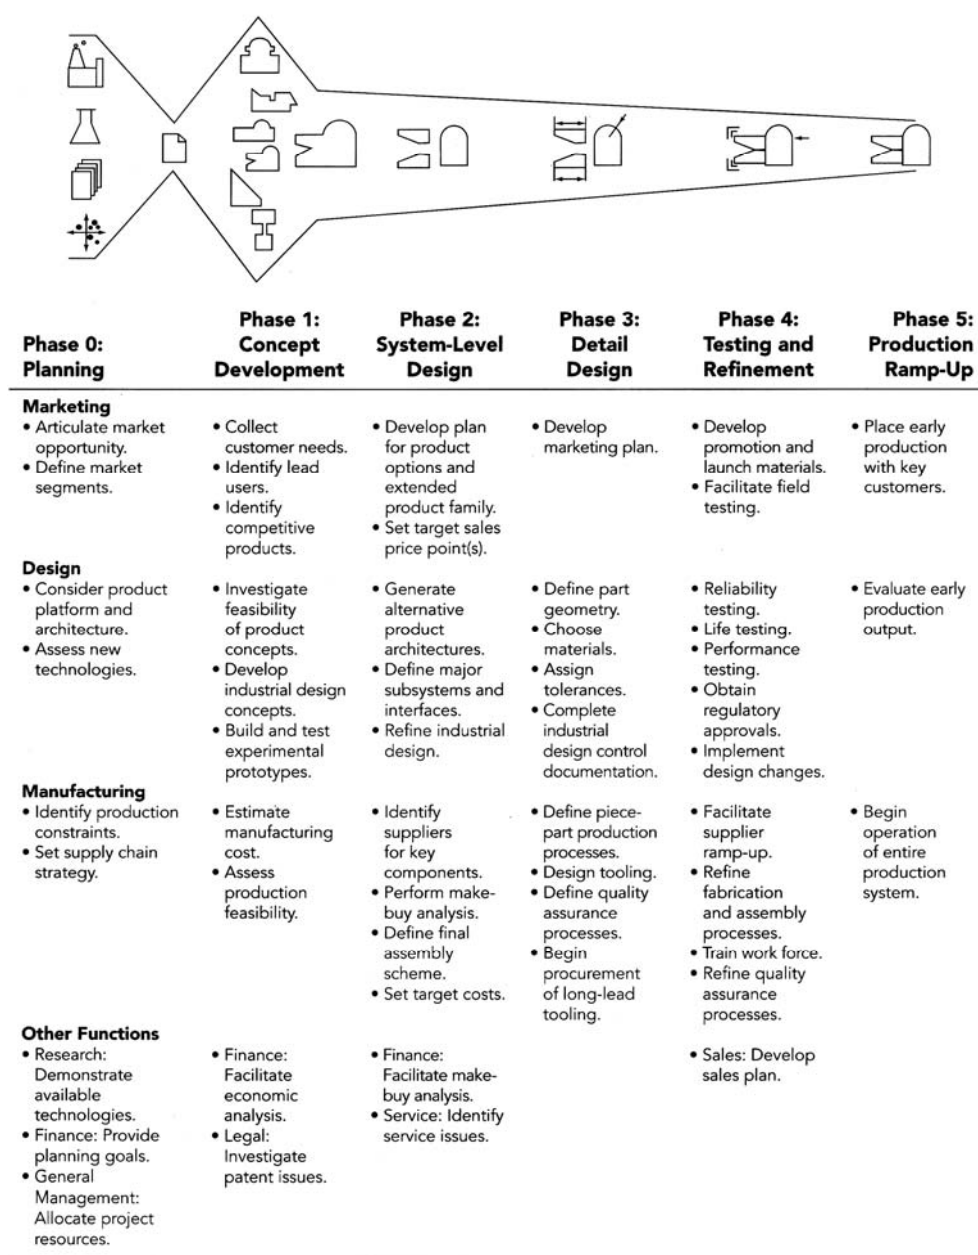 Phase 0:
Planning
Phase 1:
Concept
Development
Phase 2:
System-Level
Design
Phase 3:
Detail
Design
Phase 4:
Testing and
Refinement
Phase 5:
Production
Ramp-Up
Marketing
• Articulate market
opportunity.
• Define market
segments.
• Collect
customer needs.
• Identify lead
users.
• Identify
competitive
products.
• Develop plan
for product
options and
extended
product family.
• Set target sales
price point(s).
• Develop
marketing plan.
• Develop
promotion and
launch materials.
• Facilitate field
testing.
• Place early
production
with key
customers.
Design
• Consider product
platform and
architecture.
• Assess new
technologies.
• Investigate
feasibility
of product
concepts.
• Develop
industrial design
concepts.
• Build and test
experimental
prototypes.
• Generate
alternative
product
architectures.
• Define major
subsystems and
interfaces.
• Refine industrial
design.
• Define part
geometry.
• Choose
materials.
• Assign
tolerances.
• Complete
industrial
design control
documentation.
• Reliability
testing.
• Life testing.
• Performance
testing.
• Obtain
regulatory
approvals.
• Implement
design changes.
• Evaluate early
production
output.
Manufacturing
• Identify production
constraints.
• Set supply chain
strategy.
• Estimate
manufacturing
cost.
• Assess
production
feasibility.
• Identify
suppliers
for key
components.
• Perform make-
buy analysis.
• Define final
assembly
scheme.
• Set target costs.
• Define piece-
part production
processes.
• Design tooling.
• Define quality
assurance
processes.
• Begin
procurement
of long-lead
tooling.
• Facilitate
supplier
ramp-up.
• Refine
fabrication
and assembly
processes.
• Train work force.
• Refine quality
assurance
processes.
• Begin
operation
of entire
production
system.
Other Functions
• Research:
Demonstrate
available
technologies.
• Finance: Provide
planning goals.
• General
Management:
Allocate project
resources.
• Finance:
Facilitate
economic
analysis.
• Legal:
Investigate
patent issues.
• Finance:
Facilitate make-
buy analysis.
• Service: Identify
service issues.
• Sales: Develop
sales plan.